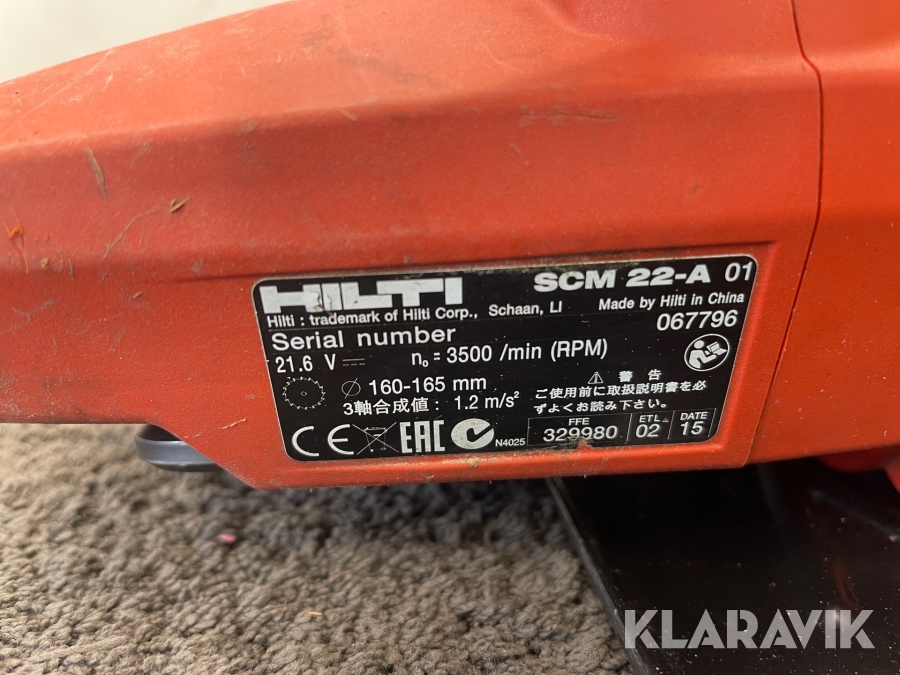 HILTI SCM 22-A 01
Hilti : trademark of Hilti Corp., Schaan, LI Made by Hilti in China
Serial number 067796
21.6 V n₀ = 3500 /min (RPM)
⌀ 160-165 mm
3軸合成値: 1.2 m/s²
⚠ 警告
ご使用前に取扱説明書を必
ずよくお読み下さい。
CE EAC N4025
FFE ETL DATE
329980 02 15
KLARAVIK